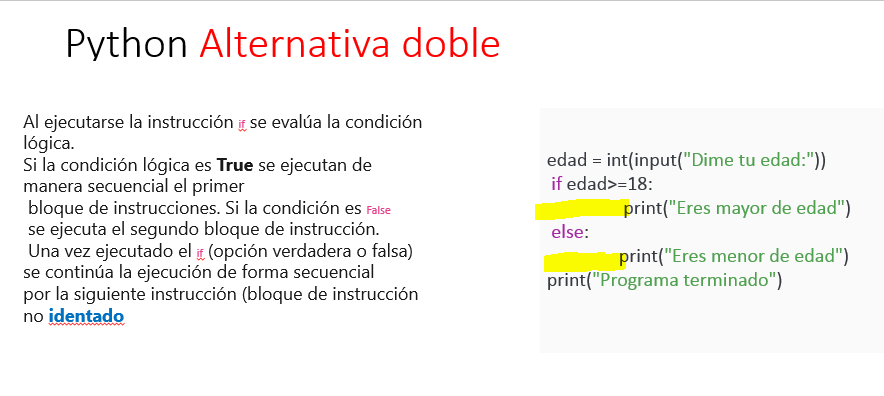 Python Alternativa doble
Al ejecutarse la instrucción if se evalúa la condición
lógica.
Si la condición lógica es True se ejecutan de
manera secuencial el primer
bloque de instrucciones. Si la condición es False
se ejecuta el segundo bloque de instrucción.
Una vez ejecutado el if (opción verdadera o falsa)
se continúa la ejecución de forma secuencial
por la siguiente instrucción (bloque de instrucción
no identado
edad = int(input("Dime tu edad:"))
if edad>=18:
print("Eres mayor de edad")
else:
print("Eres menor de edad")
print("Programa terminado")